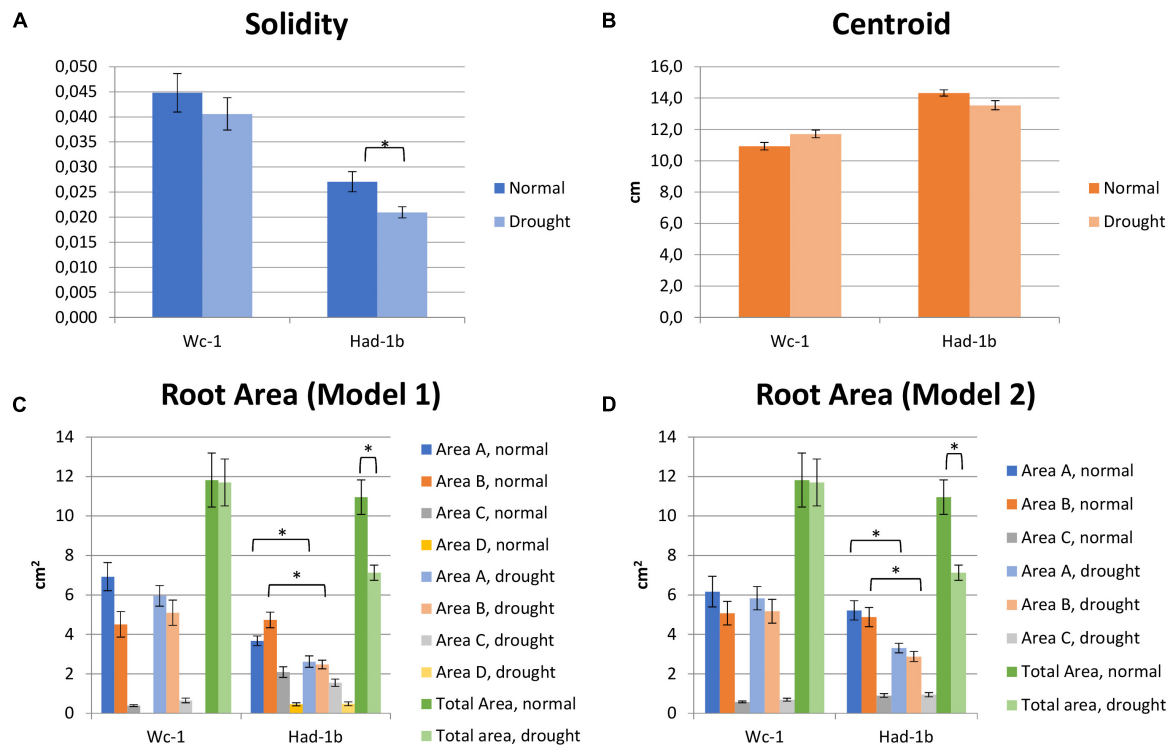 A
Solidity
0,050
0,045
0,040
0,035
0,030
0,025
0,020
0,015
0,010
0,005
0,000
*
Wc-1 Had-1b
Normal
Drought
B
Centroid
16,0
14,0
12,0
10,0
8,0
6,0
4,0
2,0
0,0
cm
Wc-1 Had-1b
Normal
Drought
C
Root Area (Model 1)
14
12
10
8
6
4
2
0
cm²
*
*
*
Wc-1 Had-1b
Area A, normal
Area B, normal
Area C, normal
Area D, normal
Area A, drought
Area B, drought
Area C, drought
Area D, drought
Total Area, normal
Total area, drought
D
Root Area (Model 2)
14
12
10
8
6
4
2
0
cm²
*
*
*
Wc-1 Had-1b
Area A, normal
Area B, normal
Area C, normal
Area A, drought
Area B, drought
Area C, drought
Total Area, normal
Total area, drought